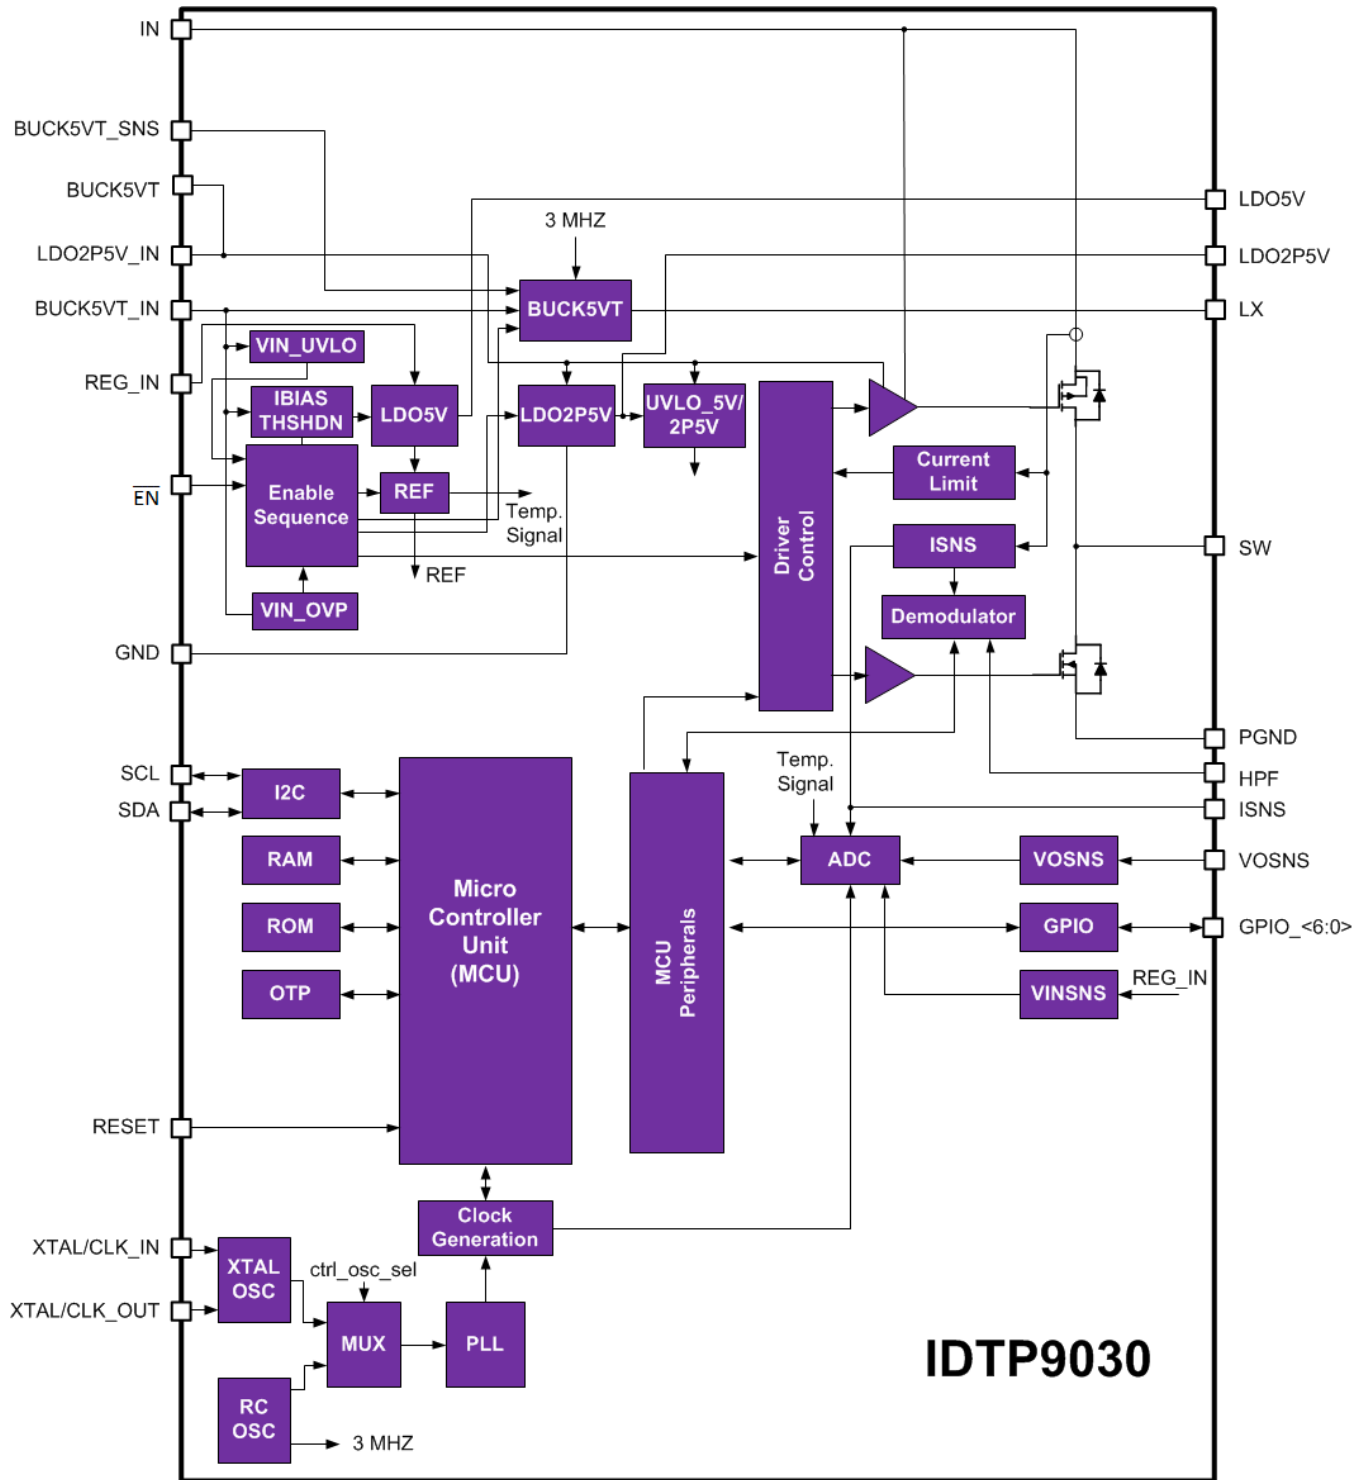 IN
BUCK5VT_SNS
BUCK5VT
LDO5V
3 MHZ
LDO2P5V_IN
LDO2P5V
BUCK5VT_IN
BUCK5VT
LX
VIN_UVLO
REG_IN
IBIAS
THSHDN
LDO5V
LDO2P5V
UVLO_5V/
2P5V
Current
Limit
EN
Enable
Sequence
REF
Temp.
Signal
Driver
Control
ISNS
SW
REF
VIN_OVP
Demodulator
GND
PGND
SCL
I2C
Temp.
Signal
HPF
SDA
ISNS
RAM
ADC
VOSNS
VOSNS
Micro
Controller
Unit
(MCU)
ROM
MCU
Peripherals
GPIO
GPIO_<6:0>
OTP
VINSNS
REG_IN
RESET
Clock
Generation
XTAL/CLK_IN
XTAL
OSC
ctrl_osc_sel
XTAL/CLK_OUT
MUX
PLL
IDTP9030
RC
OSC
3 MHZ